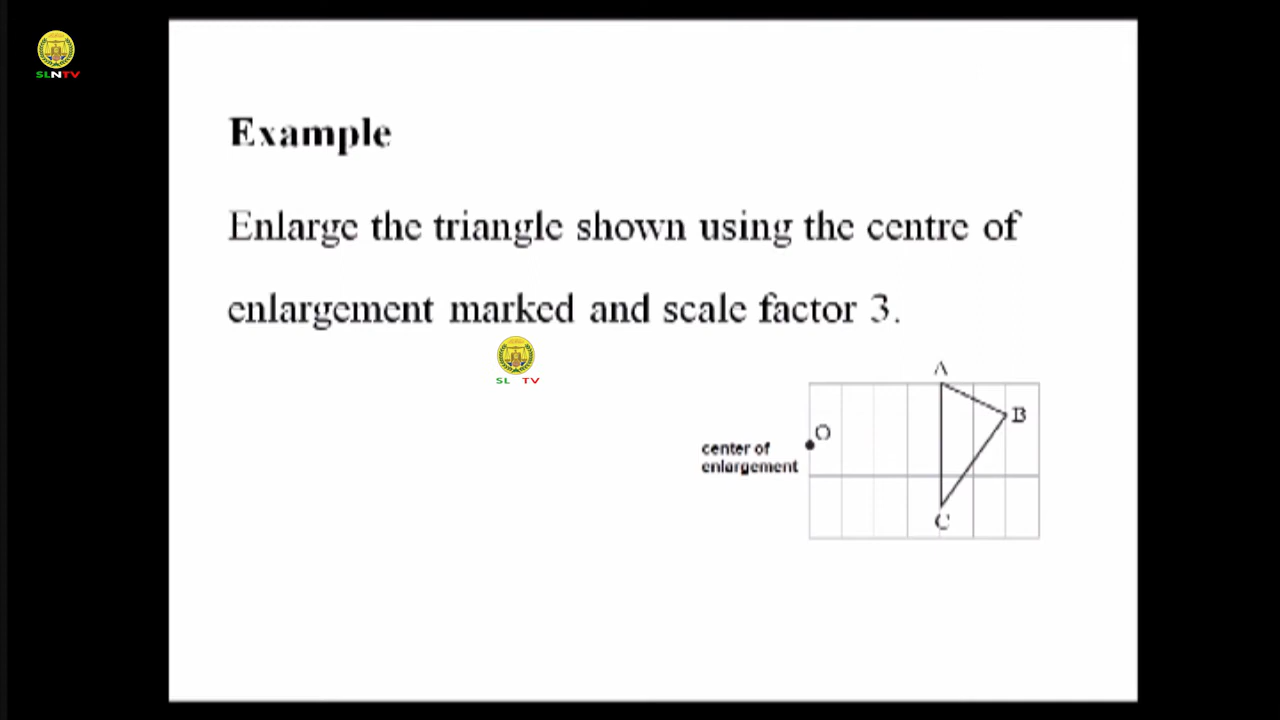 SLNTV
Example
Enlarge the triangle shown using the centre of
enlargement marked and scale factor 3.
SL TV
A
B
O
center of
enlargement
C